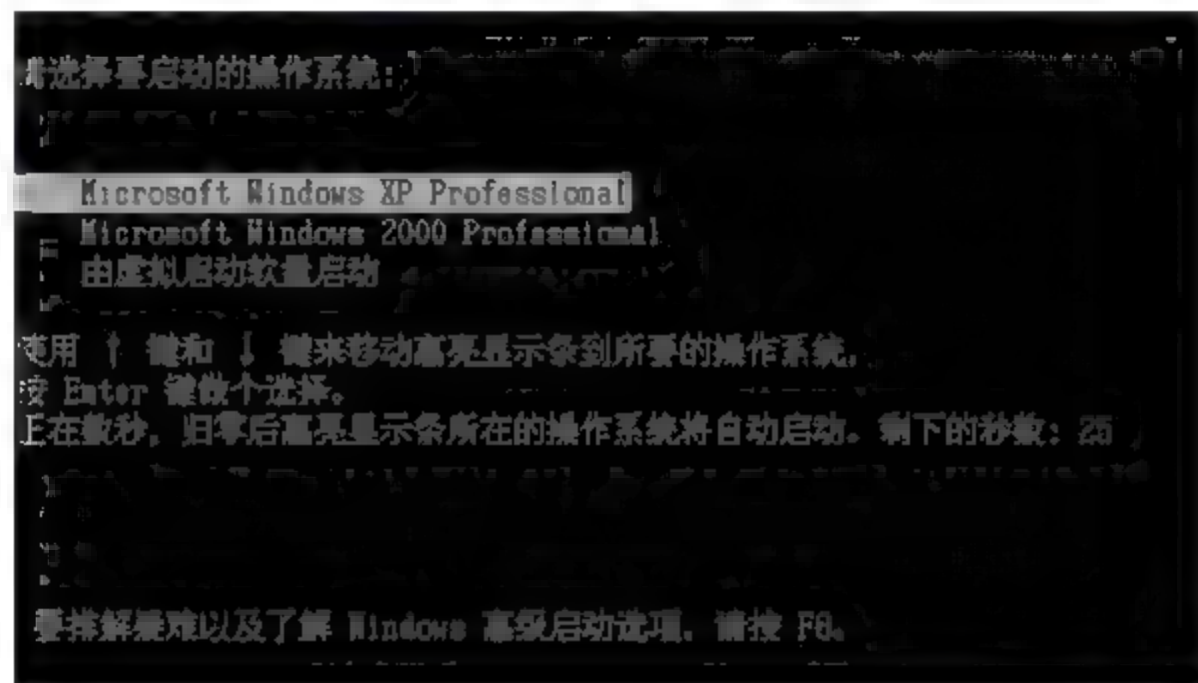 请选择要启动的操作系统:
Microsoft Windows XP Professional
Microsoft Windows 2000 Professional
由虚拟启动软盘启动
使用 ↑ 键和 ↓ 键来移动高亮显示条到所要的操作系统,
按 Enter 键做个选择。
正在数秒,归零后高亮显示条所在的操作系统将自动启动。剩下的秒数: 25
要排解疑难以及了解 Windows 高级启动选项,请按 F8。